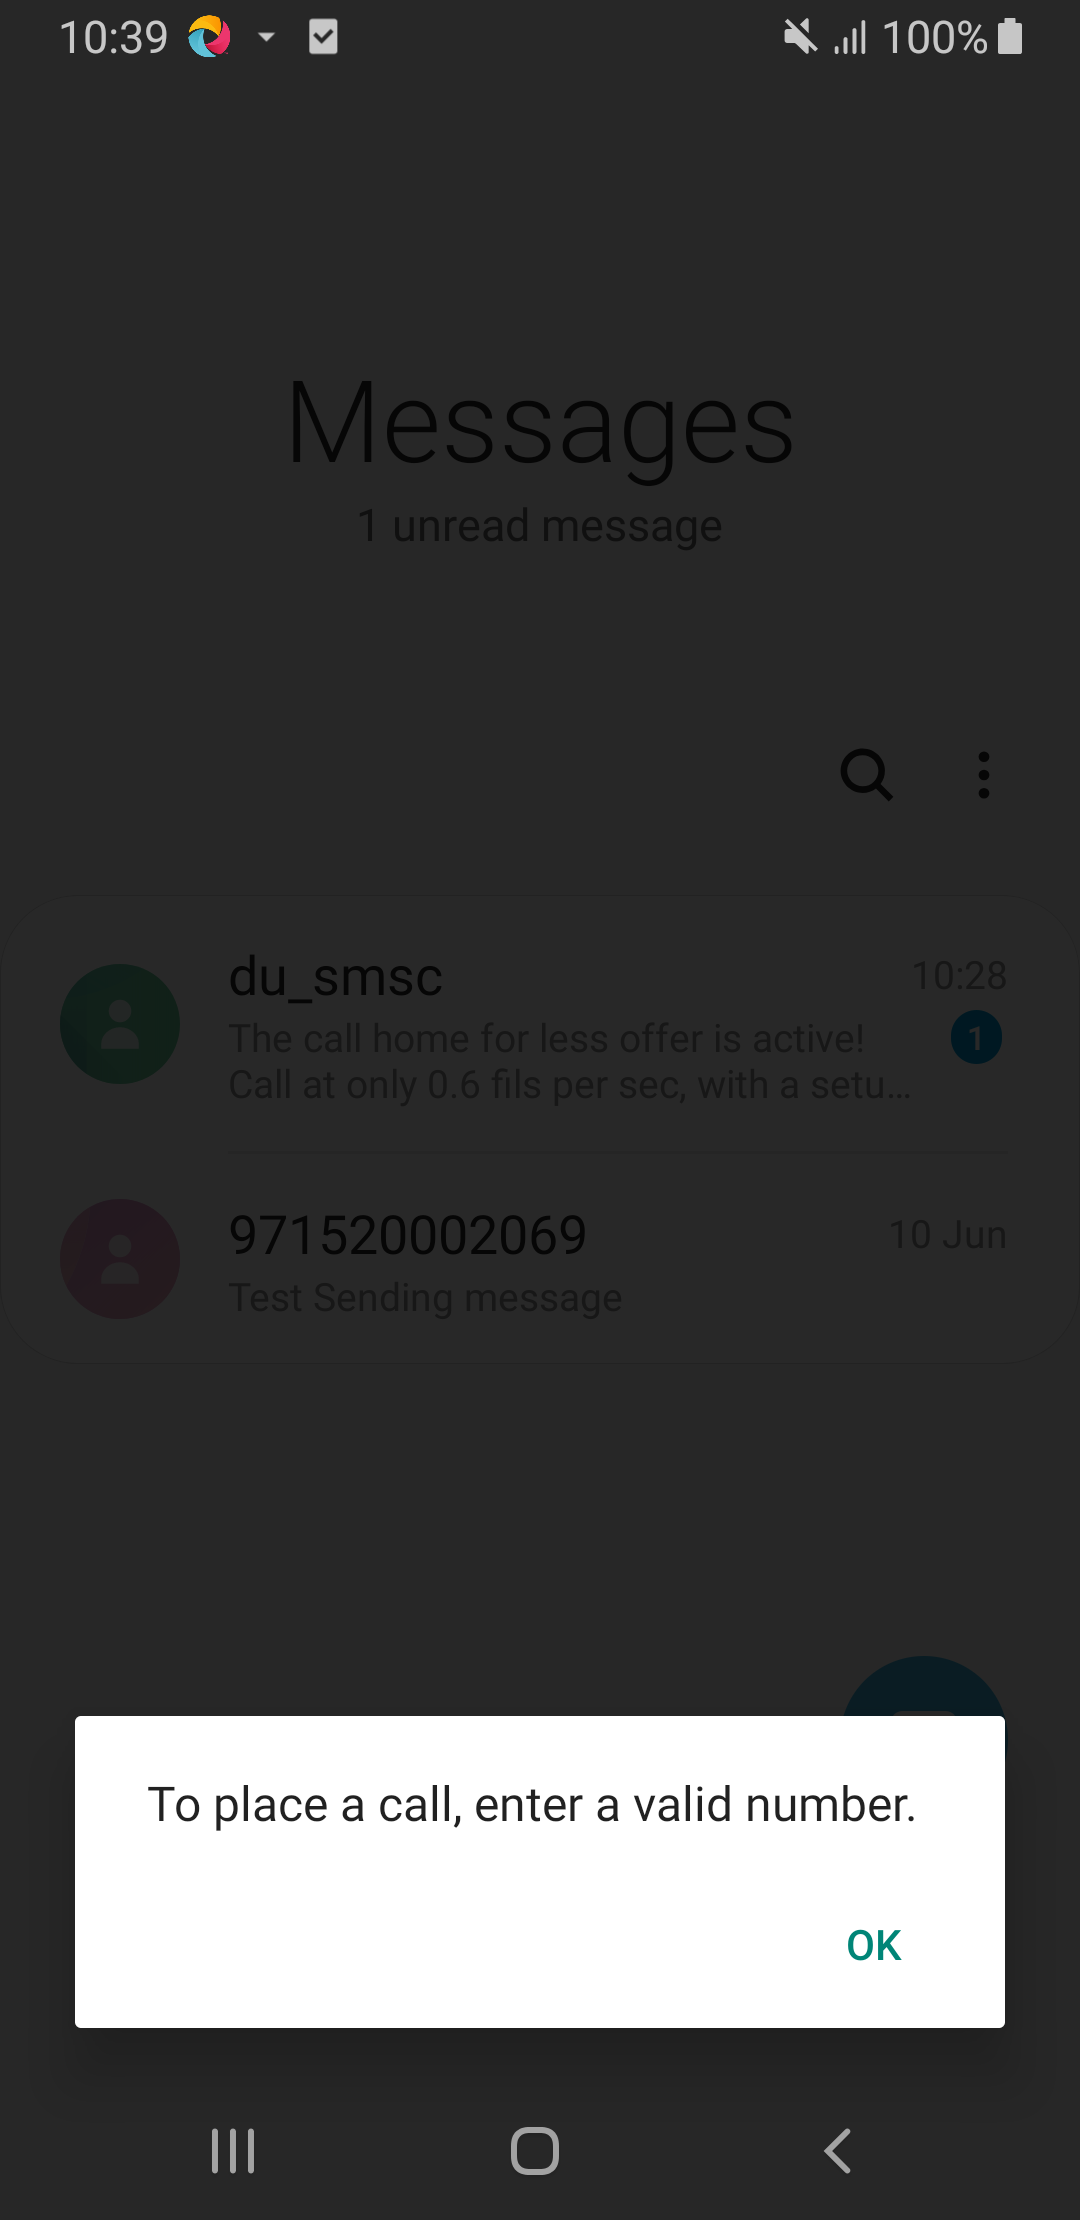 10:39
100%
Messages
1 unread message
du_smsc
10:28
The call home for less offer is active!
1
Call at only 0.6 fils per sec, with a setu...
971520002069
10 Jun
Test Sending message
To place a call, enter a valid number.
OK